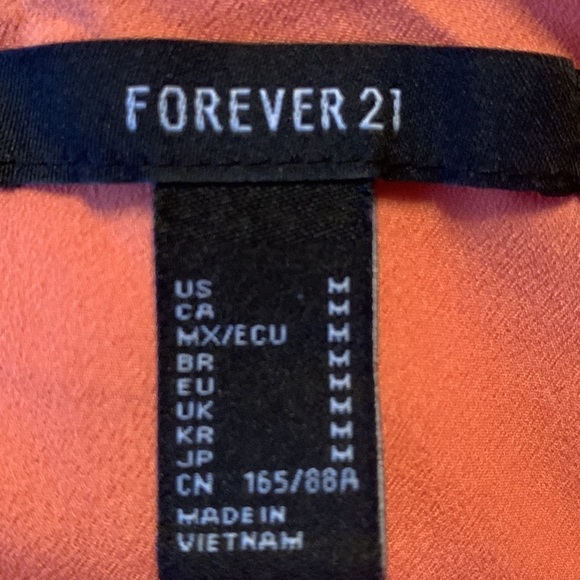 FOREVER 21
US M
CA M
MX/ECU M
BR M
EU M
UK M
KR M
JP M
CN 165/88A
MADE IN
VIETNAM